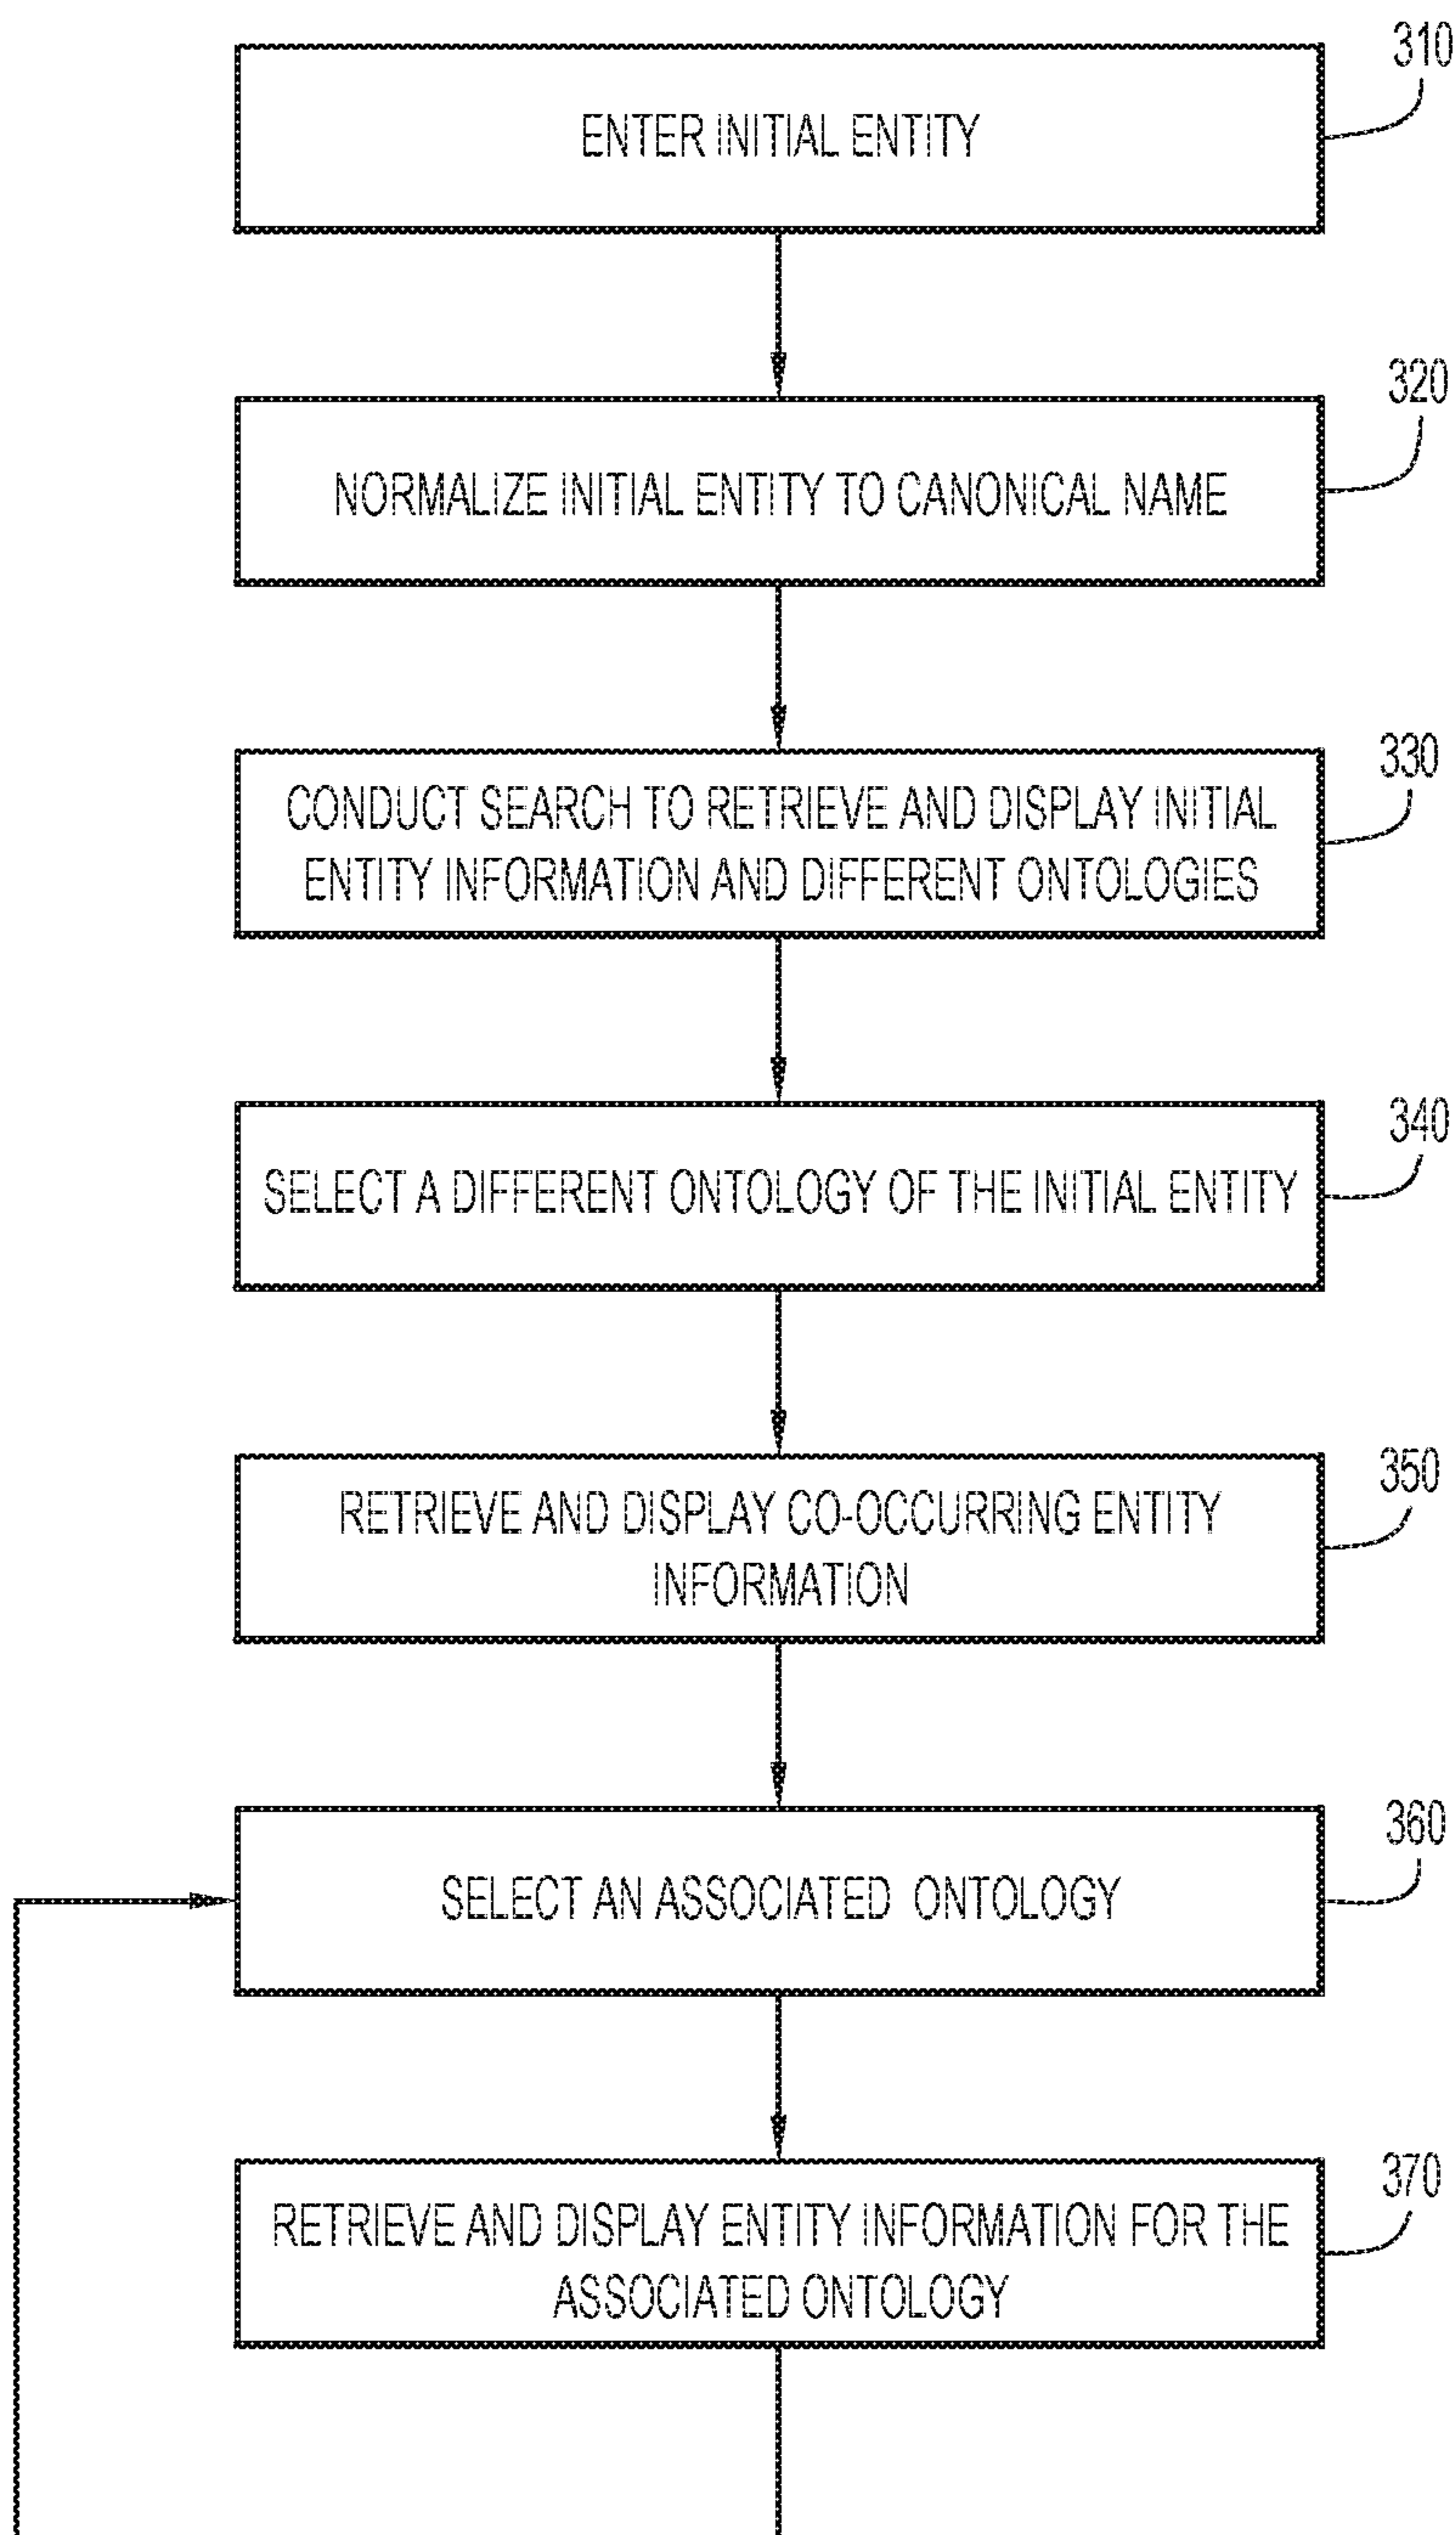 310
ENTER INITIAL ENTITY
320
NORMALIZE INITIAL ENTITY TO CANONICAL NAME
330
CONDUCT SEARCH TO RETRIEVE AND DISPLAY INITIAL
ENTITY INFORMATION AND DIFFERENT ONTOLOGIES
340
SELECT A DIFFERENT ONTOLOGY OF THE INITIAL ENTITY
350
RETRIEVE AND DISPLAY CO-OCCURRING ENTITY
INFORMATION
360
SELECT AN ASSOCIATED ONTOLOGY
370
RETRIEVE AND DISPLAY ENTITY INFORMATION FOR THE
ASSOCIATED ONTOLOGY